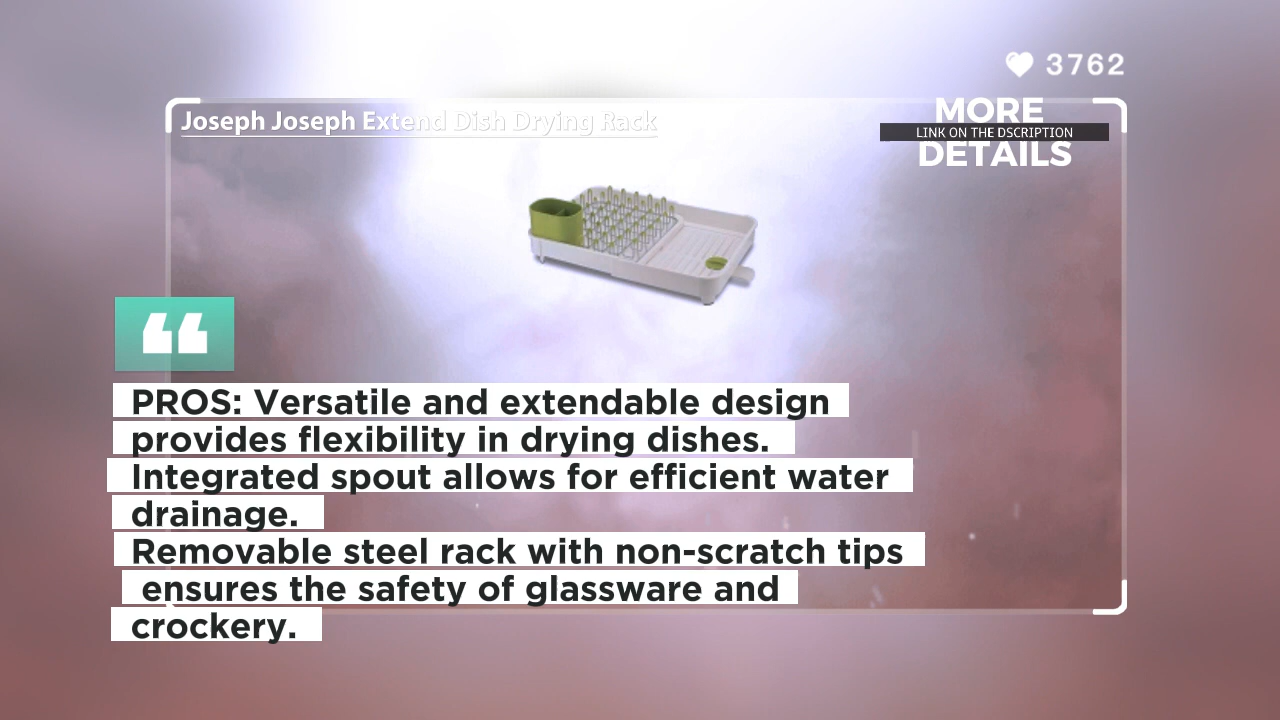 3762
Joseph Joseph Extend Dish Drying Rack
MORE
LINK ON THE DSCRIPTION
DETAILS
“
PROS: Versatile and extendable design
provides flexibility in drying dishes.
Integrated spout allows for efficient water
drainage.
Removable steel rack with non-scratch tips
ensures the safety of glassware and
crockery.